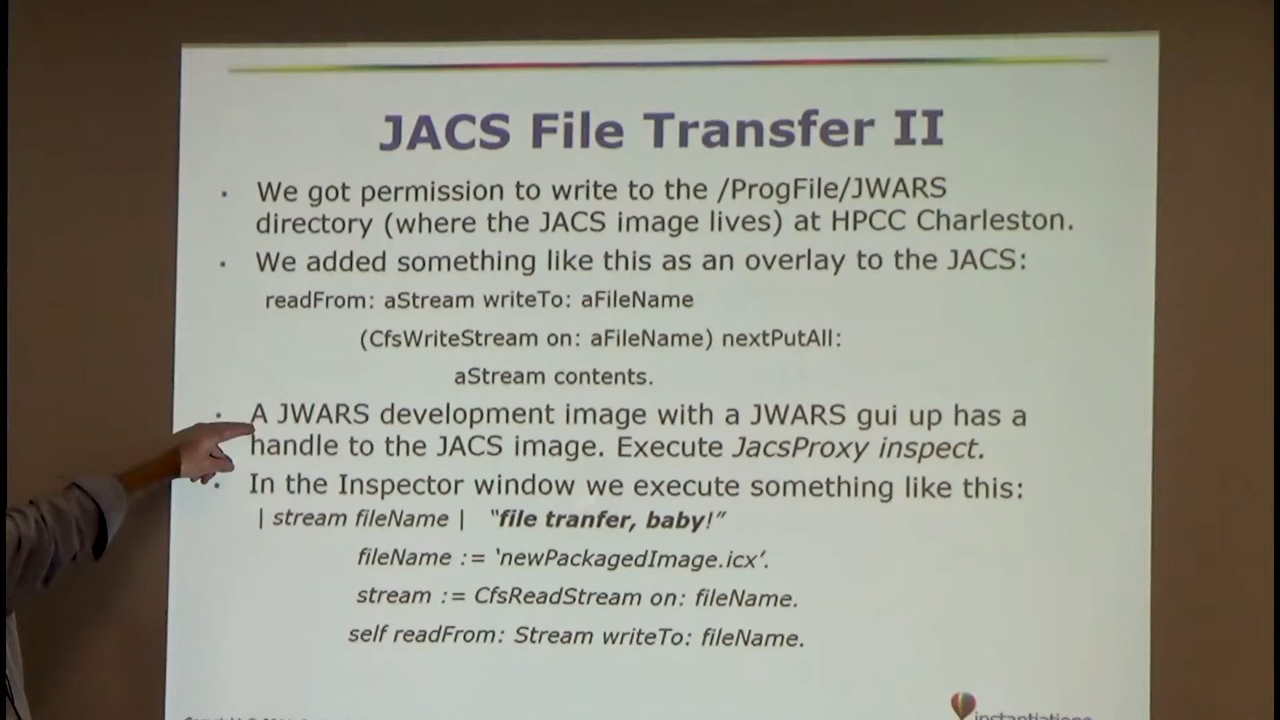 JACS File Transfer II
• We got permission to write to the /ProgFile/JWARS
directory (where the JACS image lives) at HPCC Charleston.
• We added something like this as an overlay to the JACS:
readFrom: aStream writeTo: aFileName
(CfsWriteStream on: aFileName) nextPutAll:
aStream contents.
• A JWARS development image with a JWARS gui up has a
handle to the JACS image. Execute JacsProxy inspect.
• In the Inspector window we execute something like this:
| stream fileName | “file tranfer, baby!”
fileName := ‘newPackagedImage.icx’.
stream := CfsReadStream on: fileName.
self readFrom: Stream writeTo: fileName.
instantiations